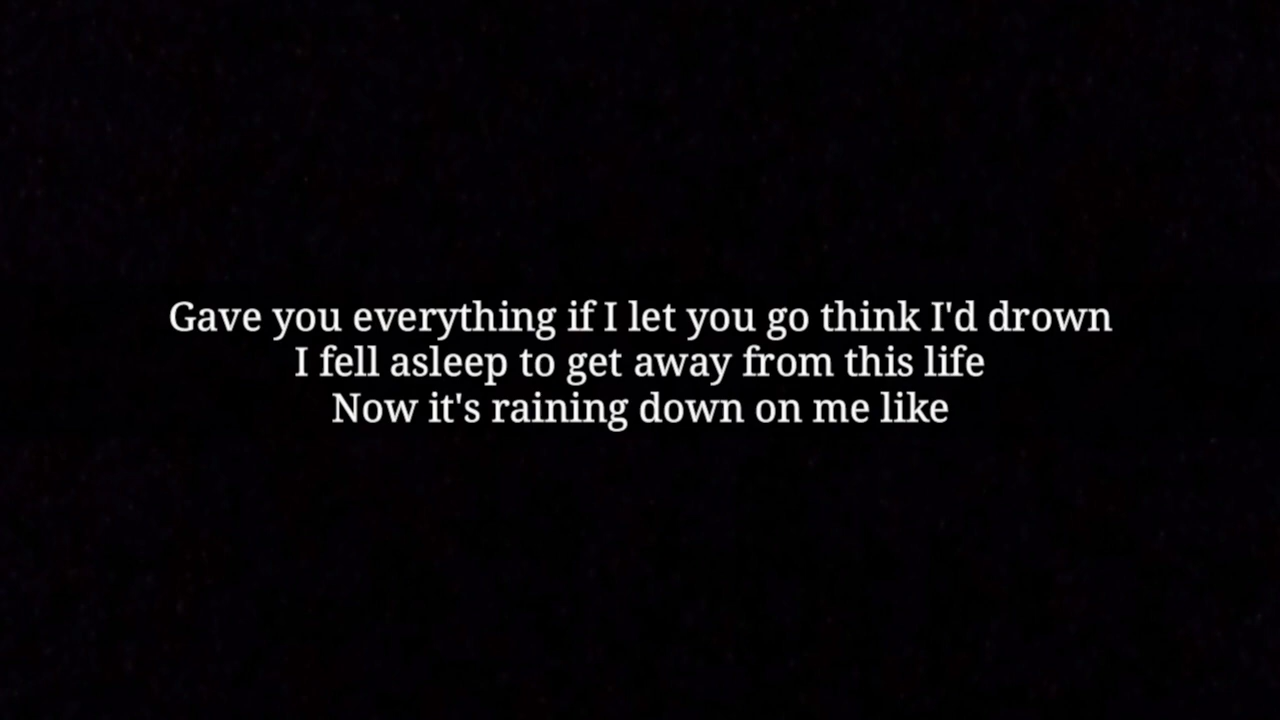 Gave you everything if I let you go think I'd drown
I fell asleep to get away from this life
Now it's raining down on me like